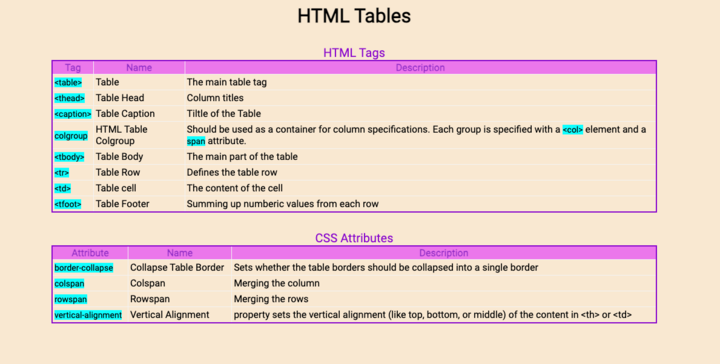 HTML Tables
HTML Tags
Tag Name Description
<table> Table The main table tag
<thead> Table Head Column titles
<caption> Table Caption Tiltle of the Table
colgroup HTML Table Colgroup Should be used as a container for column specifications. Each group is specified with a <col> element and a span attribute.
<tbody> Table Body The main part of the table
<tr> Table Row Defines the table row
<td> Table cell The content of the cell
<tfoot> Table Footer Summing up numberic values from each row
CSS Attributes
Attribute Name Description
border-collapse Collapse Table Border Sets whether the table borders should be collapsed into a single border
colspan Colspan Merging the column
rowspan Rowspan Merging the rows
vertical-alignment Vertical Alignment property sets the vertical alignment (like top, bottom, or middle) of the content in <th> or <td>